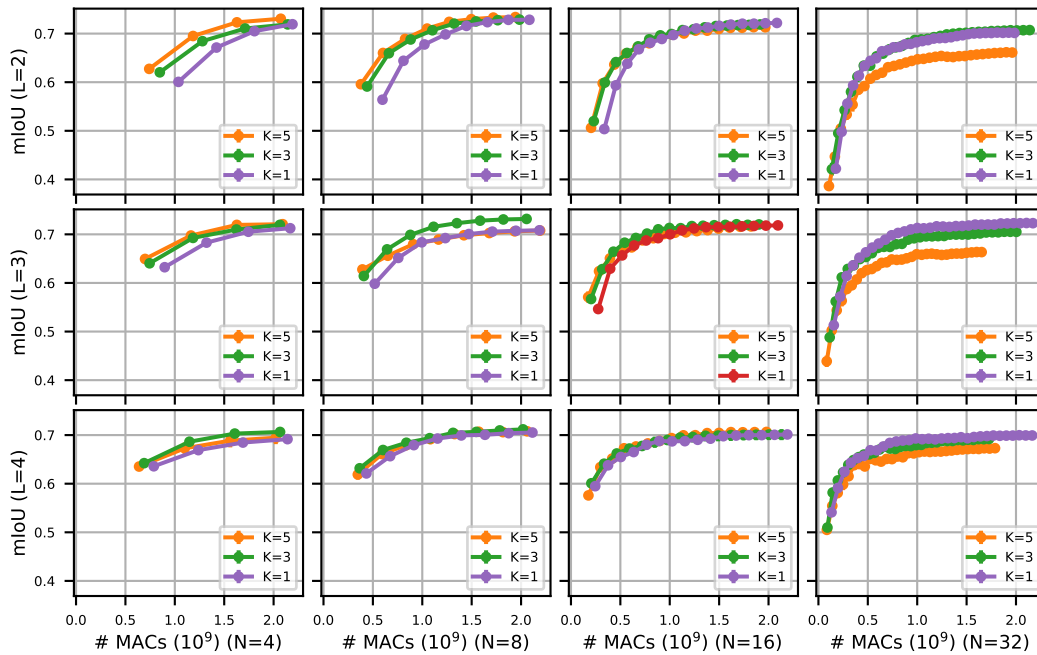 mIoU (L=2)
0.7
0.6
0.5
0.4
K=5
K=3
K=1
K=5
K=3
K=1
K=5
K=3
K=1
K=5
K=3
K=1
mIoU (L=3)
0.7
0.6
0.5
0.4
K=5
K=3
K=1
K=5
K=3
K=1
K=5
K=3
K=1
K=5
K=3
K=1
mIoU (L=4)
0.7
0.6
0.5
0.4
K=5
K=3
K=1
K=5
K=3
K=1
K=5
K=3
K=1
K=5
K=3
K=1
0.0 0.5 1.0 1.5 2.0
0.0 0.5 1.0 1.5 2.0
0.0 0.5 1.0 1.5 2.0
0.0 0.5 1.0 1.5 2.0
# MACs (10⁹) (N=4)
# MACs (10⁹) (N=8)
# MACs (10⁹) (N=16)
# MACs (10⁹) (N=32)